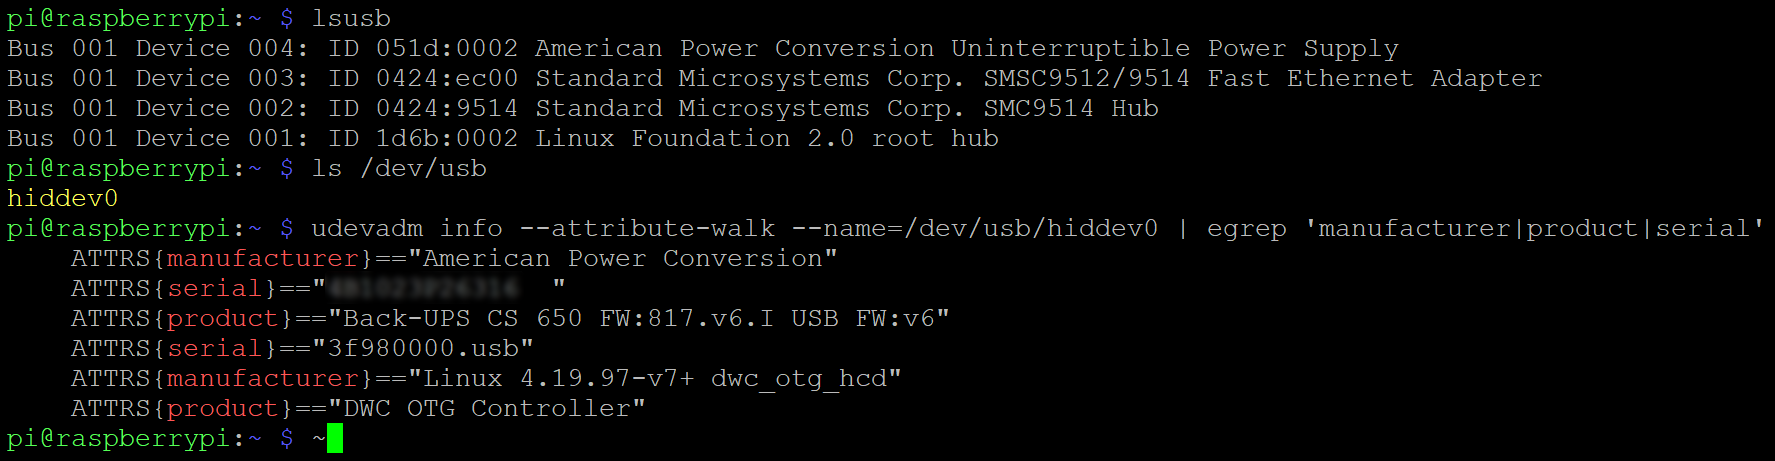 pi@raspberrypi:~ $ lsusb
Bus 001 Device 004: ID 051d:0002 American Power Conversion Uninterruptible Power Supply
Bus 001 Device 003: ID 0424:ec00 Standard Microsystems Corp. SMSC9512/9514 Fast Ethernet Adapter
Bus 001 Device 002: ID 0424:9514 Standard Microsystems Corp. SMC9514 Hub
Bus 001 Device 001: ID 1d6b:0002 Linux Foundation 2.0 root hub
pi@raspberrypi:~ $ ls /dev/usb
hiddev0
pi@raspberrypi:~ $ udevadm info --attribute-walk --name=/dev/usb/hiddev0 | egrep 'manufacturer|product|serial'
    ATTRS{manufacturer}=="American Power Conversion"
    ATTRS{serial}==" "
    ATTRS{product}=="Back-UPS CS 650 FW:817.v6.I USB FW:v6"
    ATTRS{serial}=="3f980000.usb"
    ATTRS{manufacturer}=="Linux 4.19.97-v7+ dwc_otg_hcd"
    ATTRS{product}=="DWC OTG Controller"
pi@raspberrypi:~ $ ~